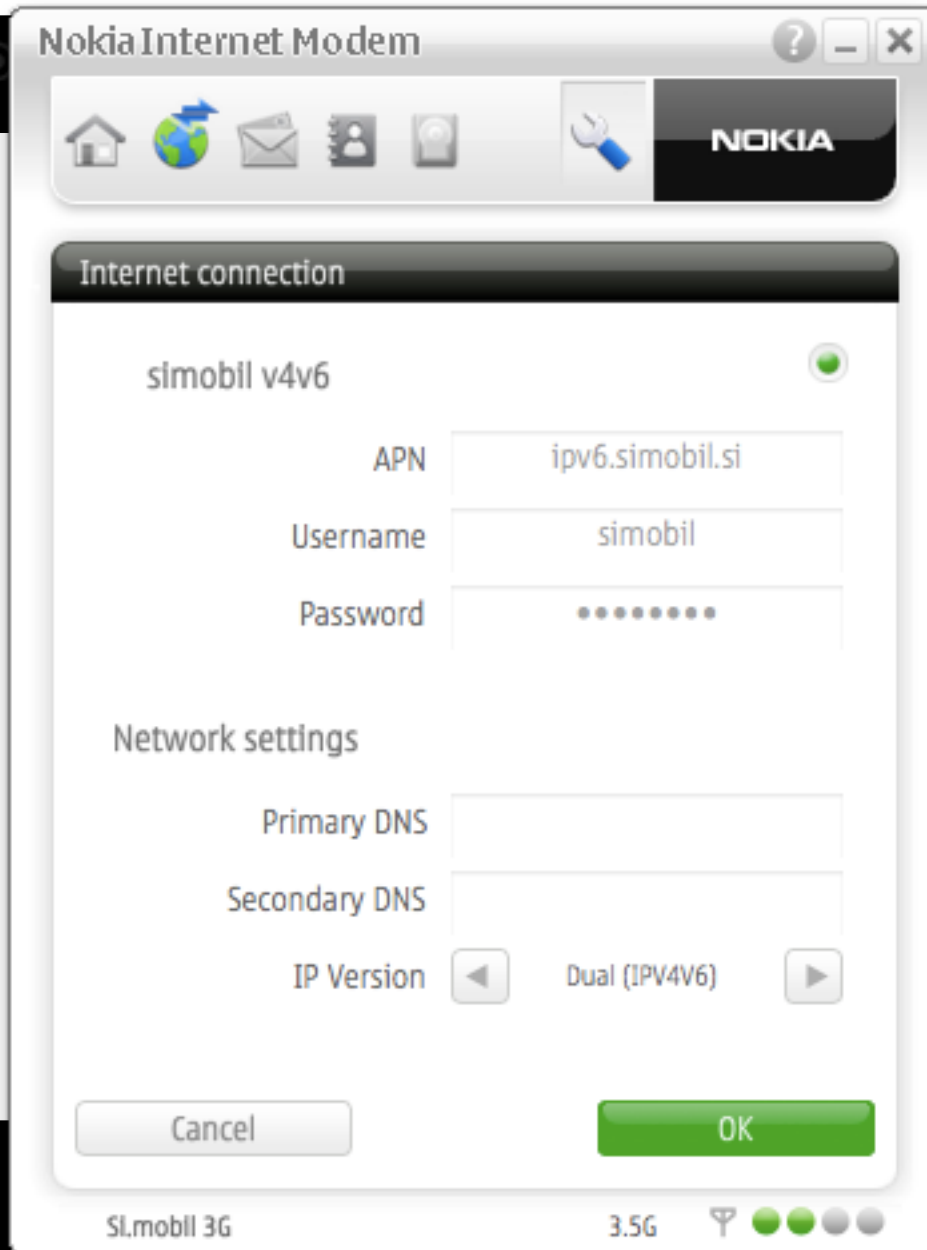 Nokia Internet Modem
NOKIA
Internet connection
simobil v4v6
APN ipv6.simobil.si
Username simobil
Password ••••••••
Network settings
Primary DNS
Secondary DNS
IP Version Dual (IPV4V6)
Cancel OK
Si.mobil 3G 3.5G